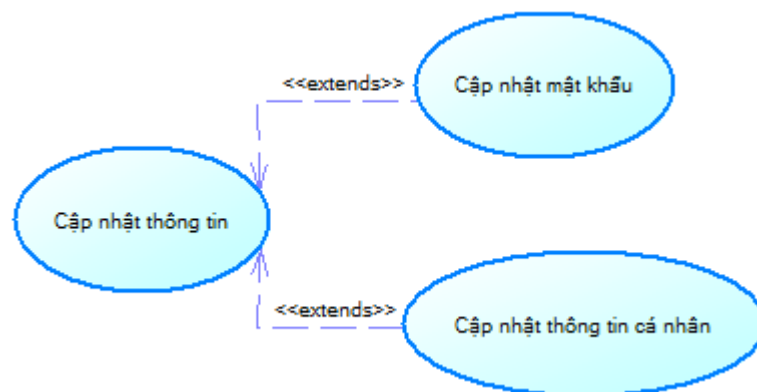 <<extends>>
Cập nhật mật khẩu
Cập nhật thông tin
<<extends>>
Cập nhật thông tin cá nhân